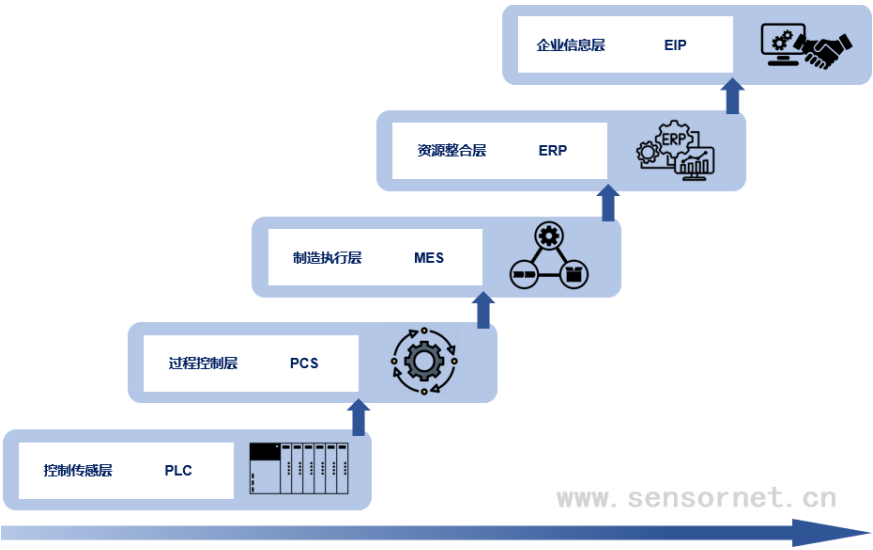 企业信息层 EIP
资源整合层 ERP
ERP
制造执行层 MES
过程控制层 PCS
控制传感层 PLC
www.sensornet.cn